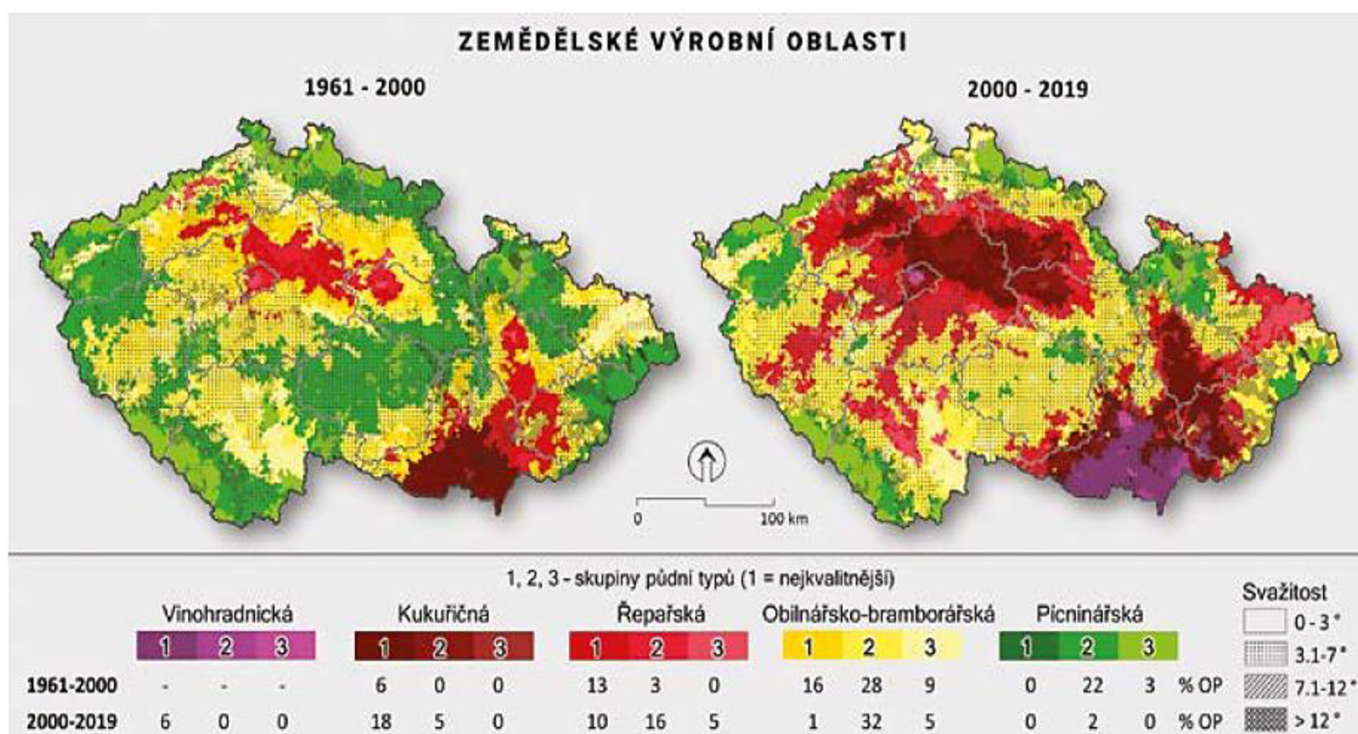 ZEMĚDĚLSKÉ VÝROBNÍ OBLASTI
1961 - 2000
2000 - 2019
0 100 km
1, 2, 3 - skupiny půdní typů (1 = nejkvalitnější)
Vinohradnická Kukuřičná Řepařská Obilnářsko-bramborářská Pícninářská
1 2 3 1 2 3 1 2 3 1 2 3 1 2 3
1961-2000 - - - 6 0 0 13 3 0 16 28 9 0 22 3 % OP
2000-2019 6 0 0 18 5 0 10 16 5 1 32 5 0 2 0 % OP
Svažitost
0 - 3°
3.1-7°
7.1-12°
> 12°